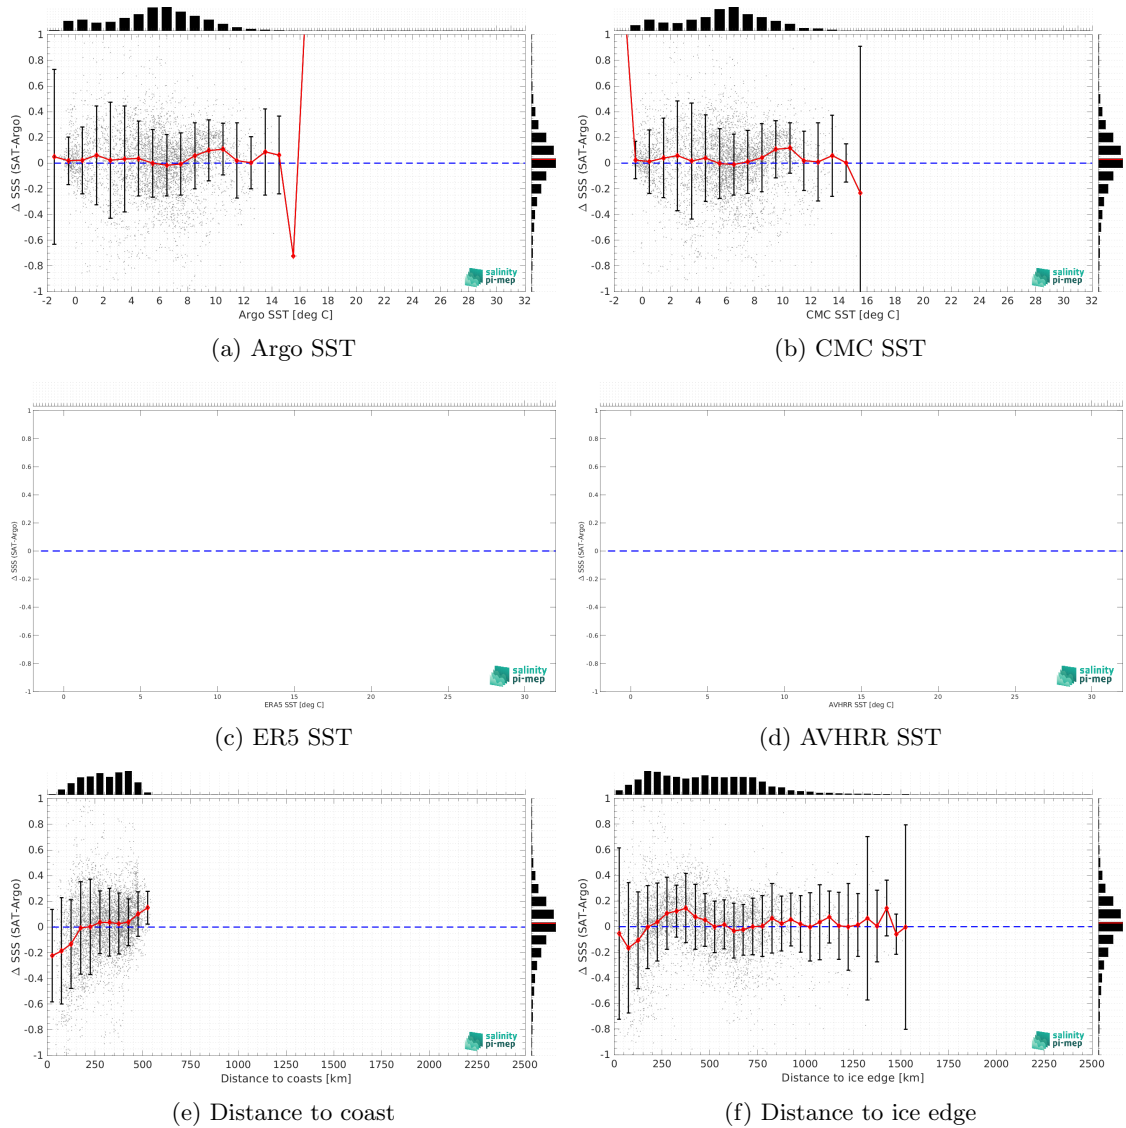 1
0.8
0.6
0.4
0.2
0
-0.2
-0.4
-0.6
-0.8
-1
Δ SSS (SAT-Argo)
-2 0 2 4 6 8 10 12 14 16 18 20 22 24 26 28 30 32
Argo SST [deg C]
salinity
pi-mep
(a) Argo SST
1
0.8
0.6
0.4
0.2
0
-0.2
-0.4
-0.6
-0.8
-1
Δ SSS (SAT-Argo)
-2 0 2 4 6 8 10 12 14 16 18 20 22 24 26 28 30 32
CMC SST [deg C]
salinity
pi-mep
(b) CMC SST
1
0.8
0.6
0.4
0.2
0
-0.2
-0.4
-0.6
-0.8
-1
Δ SSS (SAT-Argo)
0 5 10 15 20 25 30
ERA5 SST [deg C]
salinity
pi-mep
(c) ER5 SST
1
0.8
0.6
0.4
0.2
0
-0.2
-0.4
-0.6
-0.8
-1
Δ SSS (SAT-Argo)
0 5 10 15 20 25 30
AVHRR SST [deg C]
salinity
pi-mep
(d) AVHRR SST
1
0.8
0.6
0.4
0.2
0
-0.2
-0.4
-0.6
-0.8
-1
Δ SSS (SAT-Argo)
0 250 500 750 1000 1250 1500 1750 2000 2250 2500
Distance to coasts [km]
salinity
pi-mep
(e) Distance to coast
1
0.8
0.6
0.4
0.2
0
-0.2
-0.4
-0.6
-0.8
-1
Δ SSS (SAT-Argo)
0 250 500 750 1000 1250 1500 1750 2000 2250 2500
Distance to ice edge [km]
salinity
pi-mep
(f) Distance to ice edge